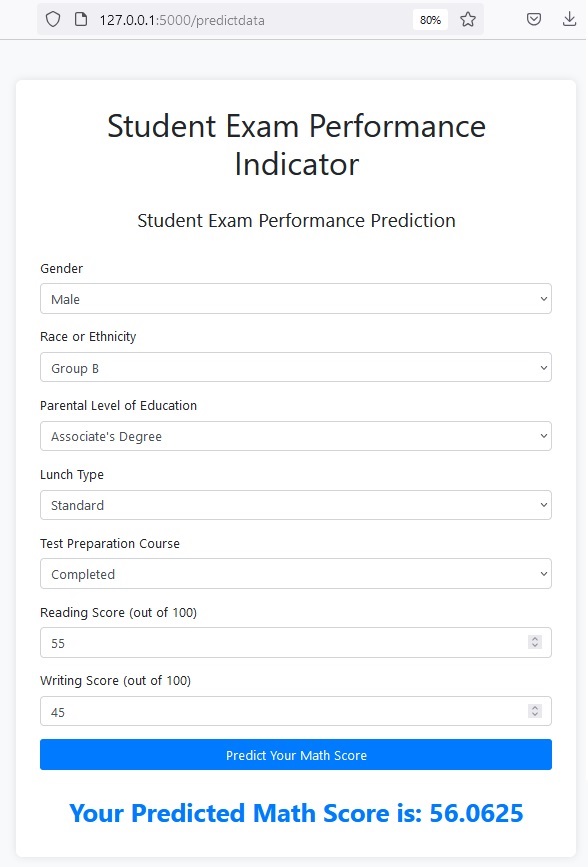 127.0.0.1:5000/predictdata
80%
Student Exam Performance
Indicator
Student Exam Performance Prediction
Gender
Male
Race or Ethnicity
Group B
Parental Level of Education
Associate's Degree
Lunch Type
Standard
Test Preparation Course
Completed
Reading Score (out of 100)
55
Writing Score (out of 100)
45
Predict Your Math Score
Your Predicted Math Score is: 56.0625